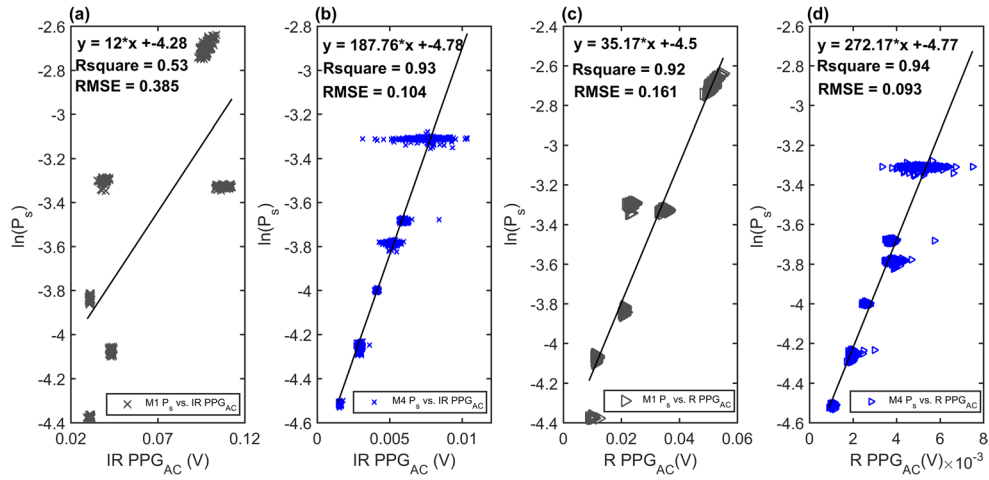 (a)
y = 12*x +-4.28
Rsquare = 0.53
RMSE = 0.385
-2.6
-2.8
-3
-3.2
-3.4
-3.6
-3.8
-4
-4.2
-4.4
ln(Ps)
M1 Ps vs. IR PPGAC
0.02
0.07
0.12
IR PPGAC (V)
(b)
y = 187.76*x +-4.78
Rsquare = 0.93
RMSE = 0.104
-2.8
-3
-3.2
-3.4
-3.6
-3.8
-4
-4.2
-4.4
-4.6
ln(Ps)
M4 Ps vs. IR PPGAC
0
0.005
0.01
IR PPGAC (V)
(c)
y = 35.17*x +-4.5
Rsquare = 0.92
RMSE = 0.161
-2.4
-2.6
-2.8
-3
-3.2
-3.4
-3.6
-3.8
-4
-4.2
-4.4
ln(Ps)
M1 Ps vs. R PPGAC
0
0.02
0.04
0.06
R PPGAC(V)
(d)
y = 272.17*x +-4.77
Rsquare = 0.94
RMSE = 0.093
-2.6
-2.8
-3
-3.2
-3.4
-3.6
-3.8
-4
-4.2
-4.4
-4.6
ln(Ps)
M4 Ps vs. R PPGAC
0
2
4
6
8
R PPGAC(V)×10-3